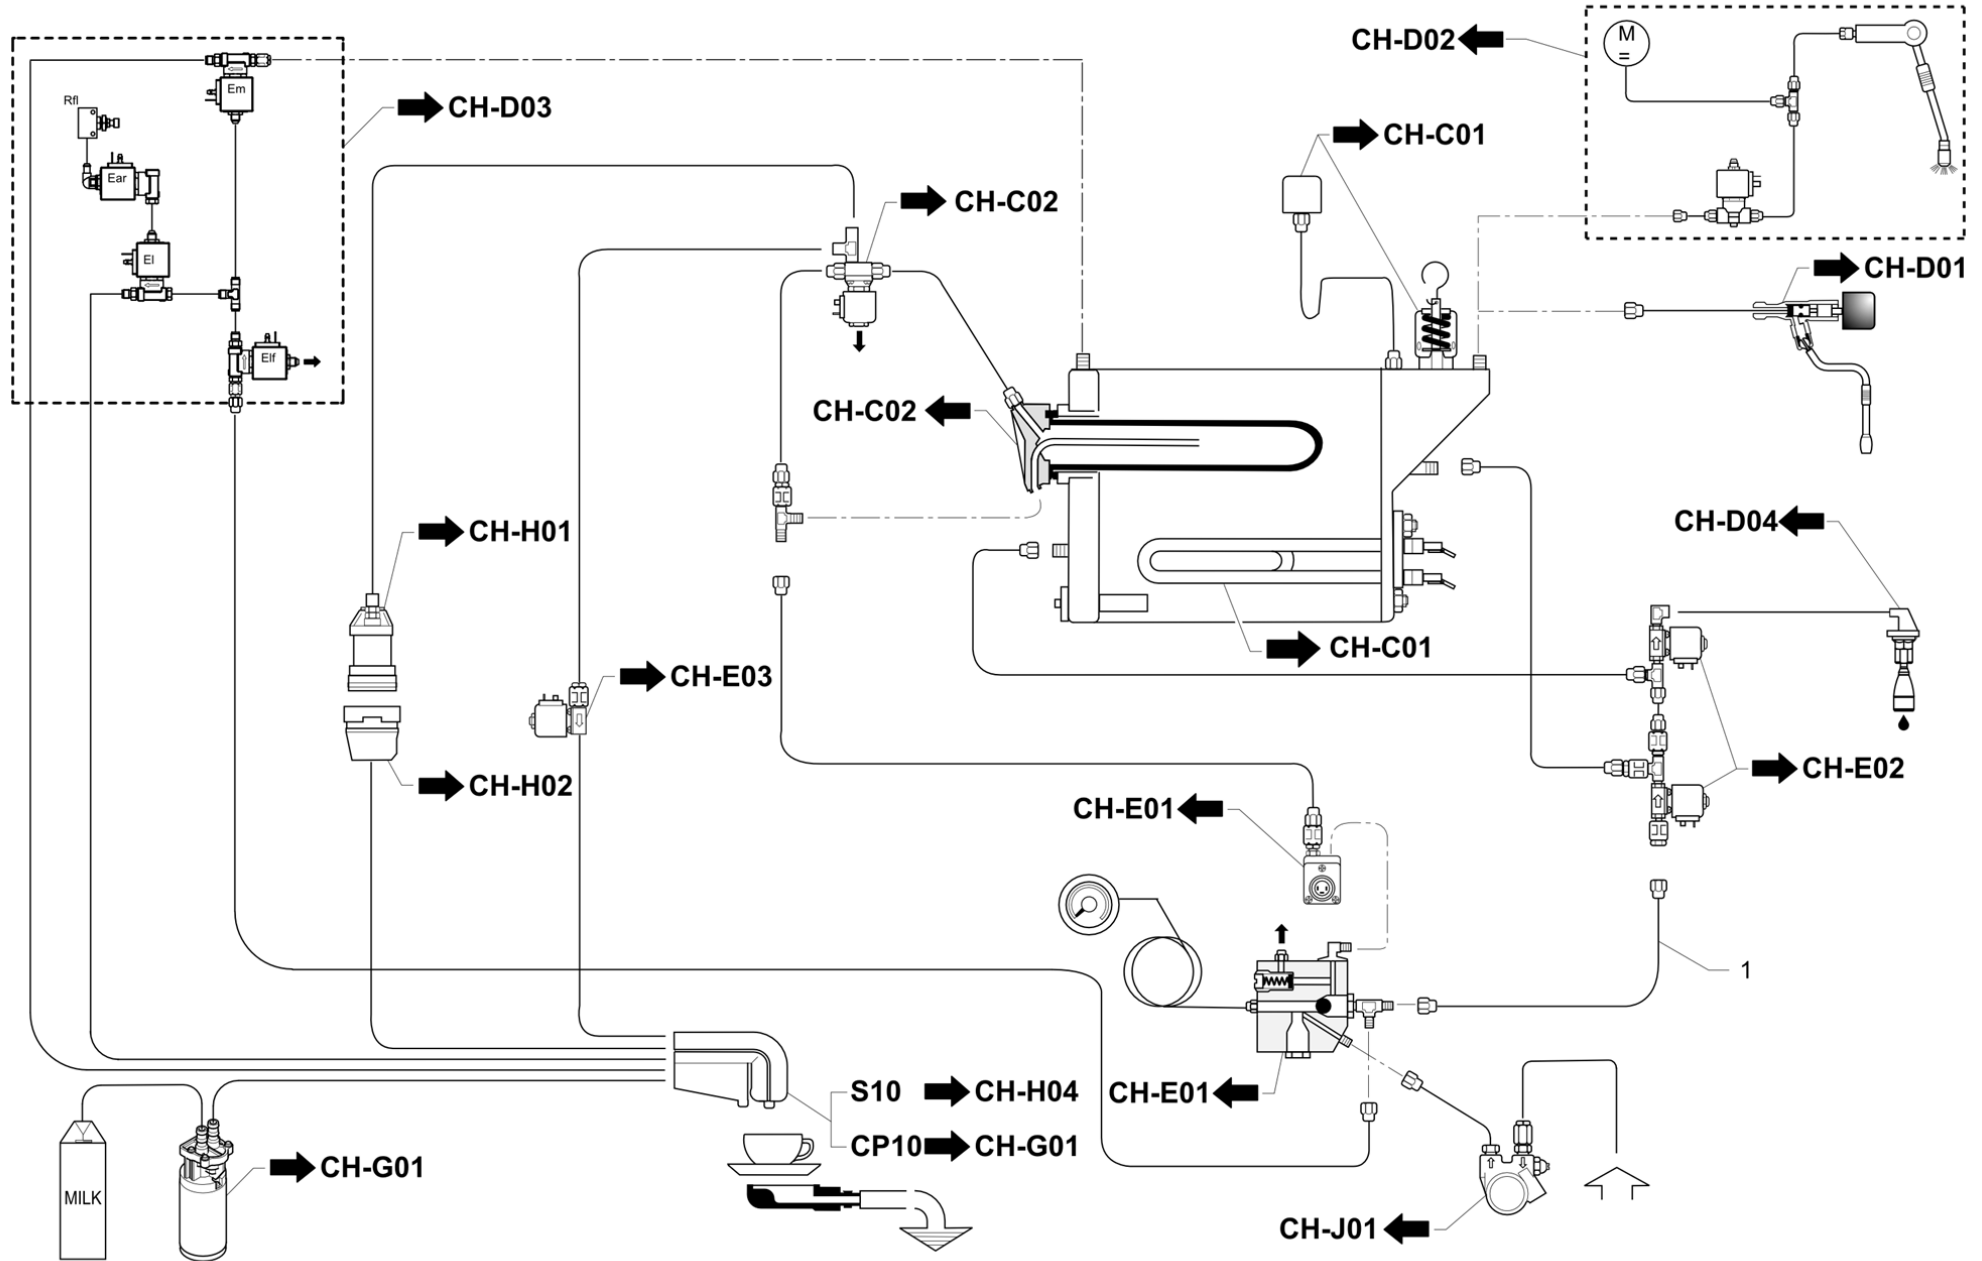 CH-D02
M
=
Em
Rfl
CH-D03
CH-C01
Ear
CH-C02
El
CH-D01
Elf
CH-C02
CH-H01
CH-D04
CH-C01
CH-E03
CH-E02
CH-H02
CH-E01
1
S10 CH-H04
CH-E01
CP10 CH-G01
CH-G01
MILK
CH-J01